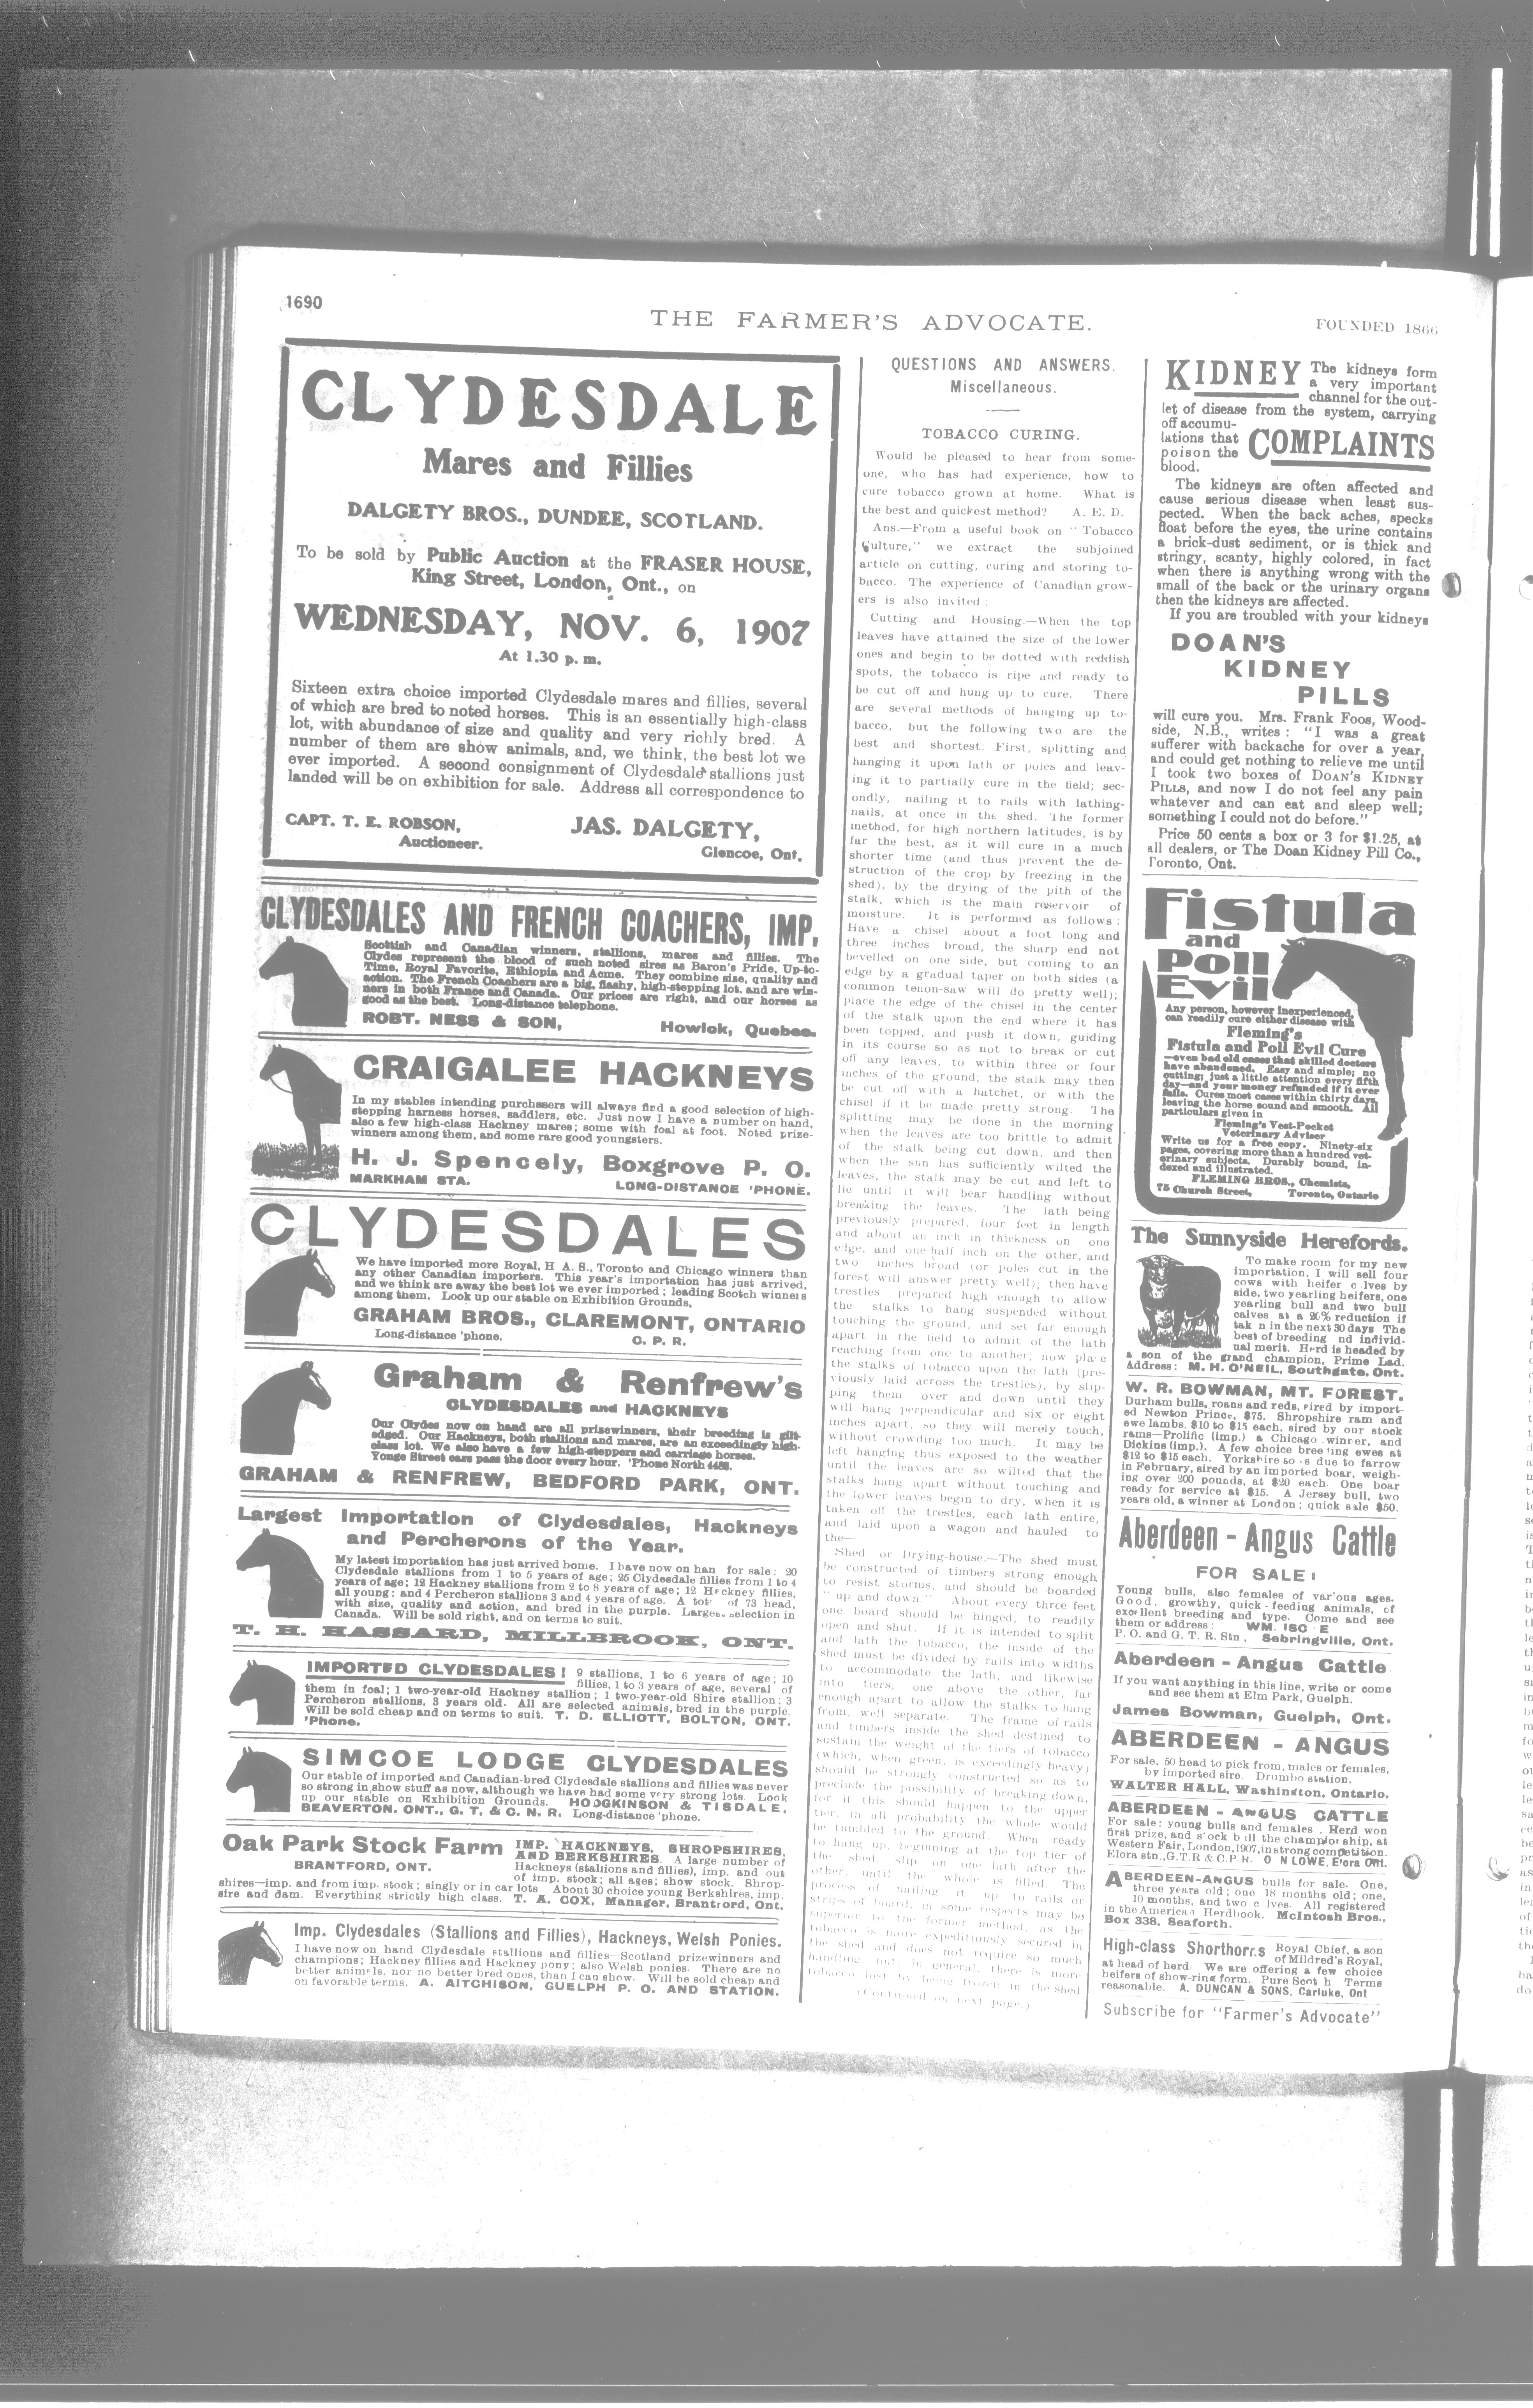 1690
THE FARMER'S ADVOCATE.
FOUNDED 1866
CLYDESDALE
Mares and Fillies
DALGETY BROS., DUNDEE, SCOTLAND.
To be sold by Public Auction at the FRASER HOUSE,
King Street, London, Ont., on
WEDNESDAY, NOV. 6, 1907
At 1.30 p. m.
Sixteen extra choice imported Clydesdale mares and fillies, several
of which are bred to noted horses. This is an essentially high-class
lot, with abundance of size and quality and very richly bred. A
number of them are show animals, and, we think, the best lot we
ever imported. A second consignment of Clydesdale stallions just
landed will be on exhibition for sale. Address all correspondence to
CAPT. T. E. ROBSON,
Auctioneer.
JAS. DALGETY,
Glencoe, Ont.
CLYDESDALES AND FRENCH COACHERS, IMP.
Scottish and Canadian winners, stallions, mares and fillies. The
Clydes represent the blood of such noted sires as Baron's Pride, Up-to-
Time, Royal Favorite, Ethiopia and Acme. They combine size, quality and
action. The French Coachers are a big, flashy, high-stepping lot, and are win-
ners in both France and Canada. Our prices are right, and our horses as
good as the best. Long-distance telephone.
ROBT. NESS & SON, Howick, Quebec.
CRAIGALEE HACKNEYS
In my stables intending purchasers will always find a good selection of high-
stepping harness horses, saddlers, etc. Just now I have a number on hand,
also a few high-class Hackney mares; some with foal at foot. Noted prize-
winners among them, and some rare good youngsters.
H. J. Spencely, Boxgrove P. O.
MARKHAM STA. LONG-DISTANCE 'PHONE.
CLYDESDALES
We have imported more Royal, H A. S., Toronto and Chicago winners than
any other Canadian importers. This year's importation has just arrived,
and we think are away the best lot we ever imported; leading Scotch winners
among them. Look up our stable on Exhibition Grounds.
GRAHAM BROS., CLAREMONT, ONTARIO
Long-distance 'phone. C. P. R.
Graham & Renfrew's
CLYDESDALES and HACKNEYS
Our Clydes now on hand are all prizewinners, their breeding is gilt-
edged. Our Hackneys, both stallions and mares, are an exceedingly high-
class lot. We also have a few high-steppers and carriage horses.
Yonge Street cars pass the door every hour. 'Phone North 4483.
GRAHAM & RENFREW, BEDFORD PARK, ONT.
Largest Importation of Clydesdales, Hackneys
and Percherons of the Year.
My latest importation has just arrived home. I have now on han for sale: 20
Clydesdale stallions from 1 to 5 years of age; 25 Clydesdale fillies from 1 to 4
years of age; 12 Hackney stallions from 2 to 8 years of age; 12 Hackney fillies,
all young; and 4 Percheron stallions 3 and 4 years of age. A tot of 73 head,
with size, quality and action, and bred in the purple. Largest selection in
Canada. Will be sold right, and on terms to suit.
T. H. HASSARD, MILLBROOK, ONT.
IMPORTED CLYDESDALES! 9 stallions, 1 to 6 years of age; 10
fillies, 1 to 3 years of age, several of
them in foal; 1 two-year-old Hackney stallion; 1 two-year-old Shire stallion; 3
Percheron stallions, 3 years old. All are selected animals, bred in the purple.
Will be sold cheap and on terms to suit. T. D. ELLIOTT, BOLTON, ONT.
'Phone.
SIMCOE LODGE CLYDESDALES
Our stable of imported and Canadian-bred Clydesdale stallions and fillies was never
so strong in show stuff as now, although we have had some very strong lots. Look
up our stable on Exhibition Grounds. HODGKINSON & TISDALE,
BEAVERTON. ONT., G. T. & C. N. R. Long-distance 'phone.
Oak Park Stock Farm
BRANTFORD, ONT.
IMP. HACKNEYS, SHROPSHIRES,
AND BERKSHIRES. A large number of
Hackneys (stallions and fillies), imp. and out
of imp. stock; all ages; show stock. Shrop-
shires—imp. and from imp. stock; singly or in car lots About 30 choice young Berkshires, imp.
sire and dam. Everything strictly high class. T. A. COX, Manager, Brantford, Ont.
Imp. Clydesdales (Stallions and Fillies), Hackneys, Welsh Ponies.
I have now on hand Clydesdale stallions and fillies—Scotland prizewinners and
champions; Hackney fillies and Hackney pony; also Welsh ponies. There are no
better animals, nor no better bred ones, than I can show. Will be sold cheap and
on favorable terms. A. AITCHISON, GUELPH P. O. AND STATION.
QUESTIONS AND ANSWERS.
Miscellaneous.
TOBACCO CURING.
Would be pleased to hear from some-
one, who has had experience, how to
cure tobacco grown at home. What is
the best and quickest method? A. E. D.
Ans.—From a useful book on "Tobacco
Culture," we extract the subjoined
article on cutting, curing and storing to-
bacco. The experience of Canadian grow-
ers is also invited:
Cutting and Housing.—When the top
leaves have attained the size of the lower
ones and begin to be dotted with reddish
spots, the tobacco is ripe and ready to
be cut off and hung up to cure. There
are several methods of hanging up to-
bacco, but the following two are the
best and shortest: First, splitting and
hanging it upon lath or poles and leav-
ing it to partially cure in the field; sec-
ondly, nailing it to rails with lathing-
nails, at once in the shed. The former
method, for high northern latitudes, is by
far the best, as it will cure in a much
shorter time (and thus prevent the de-
struction of the crop by freezing in the
shed), by the drying of the pith of the
stalk, which is the main reservoir of
moisture. It is performed as follows:
Have a chisel about a foot long and
three inches broad, the sharp end not
bevelled on one side, but coming to an
edge by a gradual taper on both sides (a
common tenon-saw will do pretty well);
place the edge of the chisel in the center
of the stalk upon the end where it has
been topped, and push it down, guiding
in its course so as not to break or cut
off any leaves, to within three or four
inches of the ground; the stalk may then
be cut off with a hatchet, or with the
chisel if it be made pretty strong. The
splitting may be done in the morning
when the leaves are too brittle to admit
of the stalk being cut down, and then
when the sun has sufficiently wilted the
leaves, the stalk may be cut and left to
lie until it will bear handling without
breaking the leaves. The lath being
previously prepared, four feet in length
and about an inch in thickness on one
edge, and one-half inch on the other, and
two inches broad (or poles cut in the
forest will answer pretty well); then have
trestles prepared high enough to allow
the stalks to hang suspended without
touching the ground, and set far enough
apart in the field to admit of the lath
reaching from one to another, now place
the stalks of tobacco upon the lath (pre-
viously laid across the trestles), by slip-
ping them over and down until they
will hang perpendicular and six or eight
inches apart, so they will merely touch,
without crowding too much. It may be
left hanging thus exposed to the weather
until the leaves are so wilted that the
stalks hang apart without touching and
the lower leaves begin to dry, when it is
taken off the trestles, each lath entire,
and laid upon a wagon and hauled to
the—
Shed or Drying-house.—The shed must
be constructed of timbers strong enough
to resist storms, and should be boarded
"up and down." About every three feet
one board should be hinged, to readily
open and shut. If it is intended to split
and lath the tobacco, the inside of the
shed must be divided by rails into widths
to accommodate the lath, and likewise
into tiers, one above the other, far
enough apart to allow the stalks to hang
from, well separate. The frame of rails
and timbers inside the shed destined to
sustain the weight of the tiers of tobacco
(which, when green, is exceedingly heavy)
should be strongly constructed so as to
preclude the possibility of breaking down,
for if this should happen to the upper
tier, in all probability the whole would
be tumbled to the ground. When ready
to hang up, beginning at the top tier of
the shed, slip on one lath after the
other, until the whole is filled. The
process of nailing it up to rails or
strips of board, in some respects may be
superior to the former method, as the
tobacco is more expeditiously secured in
the shed and does not require so much
handling, but, in general, there is more
tobacco lost by being frozen in the shed
(Continued on next page.)
KIDNEY The kidneys form
a very important
channel for the out-
let of disease from the system, carrying
off accumu-
lations that
poison the
blood.
COMPLAINTS
The kidneys are often affected and
cause serious disease when least sus-
pected. When the back aches, specks
float before the eyes, the urine contains
a brick-dust sediment, or is thick and
stringy, scanty, highly colored, in fact
when there is anything wrong with the
small of the back or the urinary organs
then the kidneys are affected.
If you are troubled with your kidneys
DOAN'S
KIDNEY
PILLS
will cure you. Mrs. Frank Foos, Wood-
side, N.B., writes: "I was a great
sufferer with backache for over a year,
and could get nothing to relieve me until
I took two boxes of DOAN'S KIDNEY
PILLS, and now I do not feel any pain
whatever and can eat and sleep well;
something I could not do before."
Price 50 cents a box or 3 for $1.25, at
all dealers, or The Doan Kidney Pill Co.,
Toronto, Ont.
Fistula
and
Poll
Evil
Any person, however inexperienced,
can readily cure either disease with
Fleming's
Fistula and Poll Evil Cure
—even bad old cases that skilled doctors
have abandoned. Easy and simple; no
cutting; just a little attention every fifth
day—and your money refunded if it ever
fails. Cures most cases within thirty days,
leaving the horse sound and smooth. All
particulars given in
Fleming's Vest-Pocket
Veterinary Adviser
Write us for a free copy. Ninety-six
pages, covering more than a hundred vet-
erinary subjects. Durably bound, in-
dexed and illustrated.
FLEMING BROS., Chemists,
75 Church Street, Toronto, Ontario
The Sunnyside Herefords.
To make room for my new
importation, I will sell four
cows with heifer c lves by
side, two yearling heifers, one
yearling bull and two bull
calves at a 20% reduction if
tak n in the next 30 days The
best of breeding nd individ-
ual merit. Herd is headed by
a son of the grand champion, Prime Lad.
Address: M. H. O'NEIL, Southgate, Ont.
W. R. BOWMAN, MT. FOREST.
Durham bulls, roans and reds, sired by import-
ed Newton Prince, $75. Shropshire ram and
ewe lambs, $10 to $15 each, sired by our stock
rams—Prolific (imp.) a Chicago winner, and
Dickins (imp.). A few choice bree ing ewes at
$12 to $15 each. Yorkshire so s due to farrow
in February, sired by an imported boar, weigh-
ing over 200 pounds, at $20 each. One boar
ready for service at $15. A Jersey bull, two
years old, a winner at London; quick sale $50.
Aberdeen - Angus Cattle
FOR SALE!
Young bulls, also females of var'ous ages.
Good, growthy, quick-feeding animals, of
excellent breeding and type. Come and see
them or address: WM. ISC E
P. O. and G. T. R. Stn, Sebringville, Ont.
Aberdeen - Angus Cattle
If you want anything in this line, write or come
and see them at Elm Park, Guelph.
James Bowman, Guelph, Ont.
ABERDEEN - ANGUS
For sale, 50 head to pick from, males or females,
by imported sire. Drumbo station.
WALTER HALL, Washington, Ontario.
ABERDEEN - ANGUS CATTLE
For sale: young bulls and females. Herd won
first prize, and s ock b ll the championship, at
Western Fair, London, 1907, in strong competition.
Elora stn., G.T.R & C.P.R. O N LOWE, Elora Ont.
ABERDEEN-ANGUS bulls for sale. One,
three years old; one 18 months old; one,
10 months, and two c lves. All registered
in the America Herdbook. McIntosh Bros.,
Box 338, Seaforth.
High-class Shorthorns Royal Chief, a son
of Mildred's Royal,
at head of herd. We are offering a few choice
heifers of show-ring form. Pure Scot h Terms
reasonable. A. DUNCAN & SONS, Carluke, Ont
Subscribe for "Farmer's Advocate"